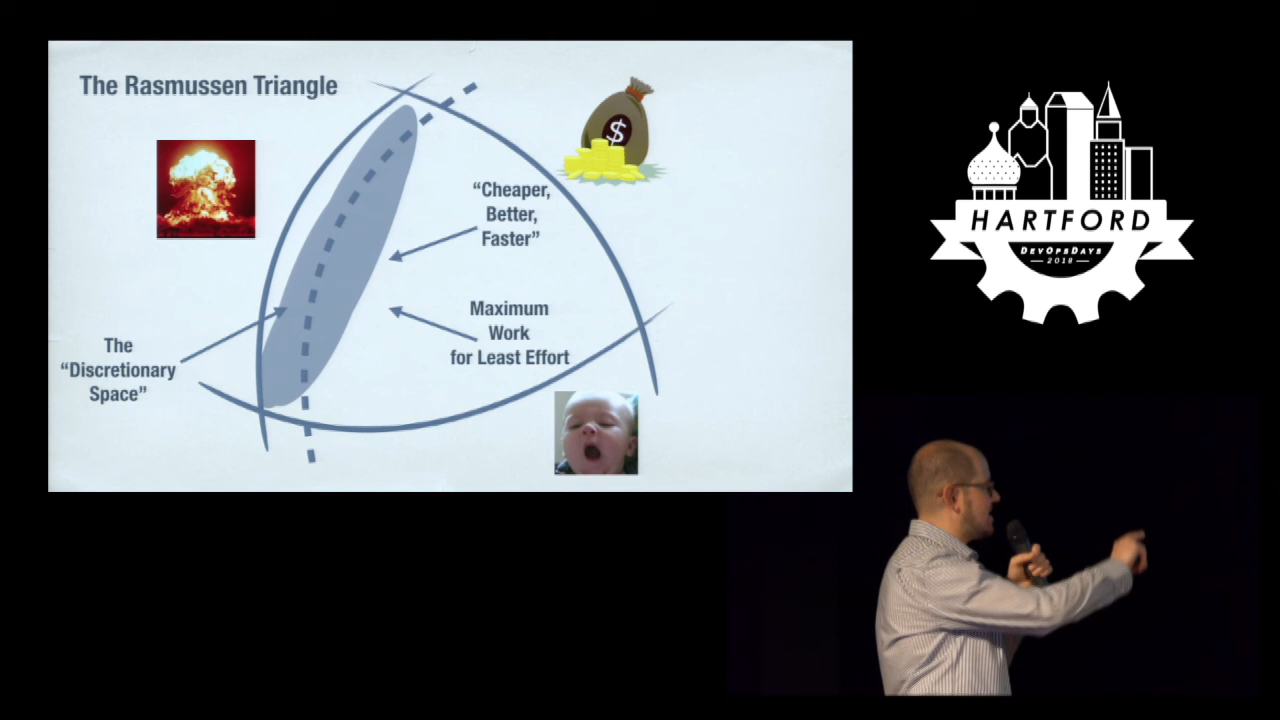 The Rasmussen Triangle
$
“Cheaper,
Better,
Faster”
Maximum
Work
for Least Effort
The
“Discretionary
Space”
HARTFORD
DEVOPSDAYS
— 2018 —